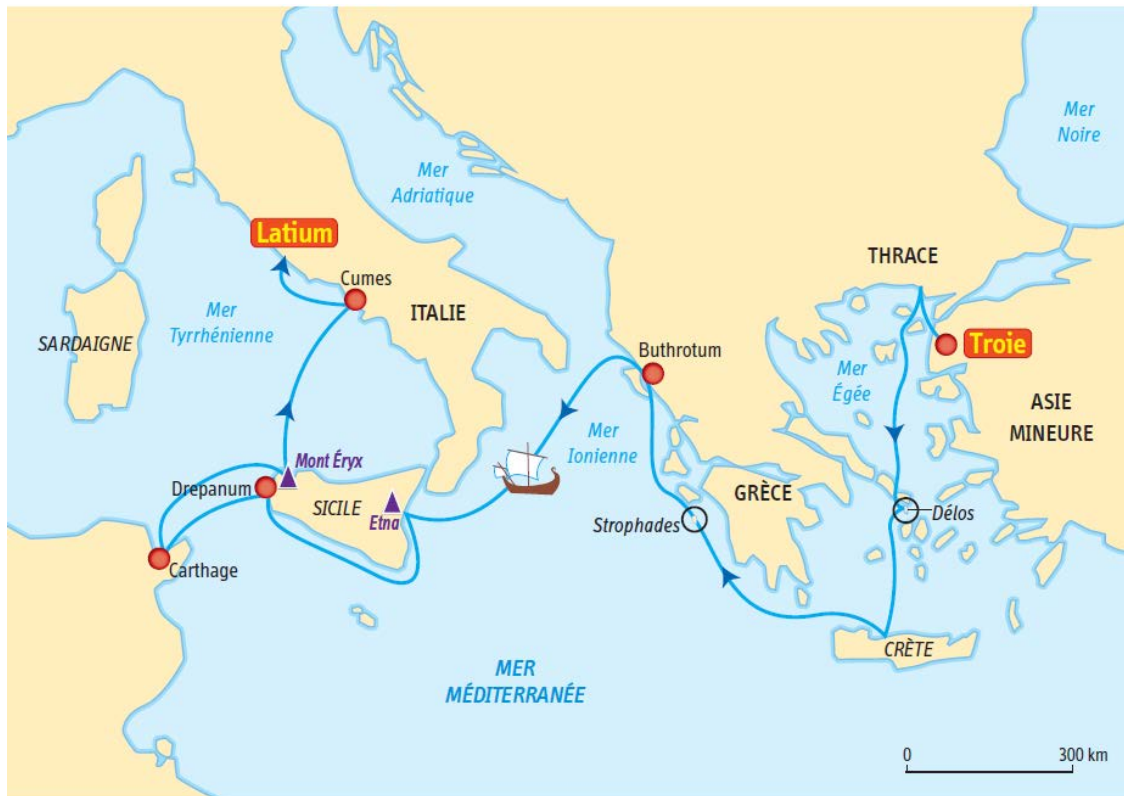 Mer
Noire
Mer
Adriatique
Latium
THRACE
Cumes
Mer
Tyrrhénienne
ITALIE
SARDAIGNE
Buthrotum
Troie
Mer
Égée
ASIE
MINEURE
Mer
Ionienne
Mont Éryx
Drepanum
SICILE
Etna
GRÈCE
Strophades
Délos
Carthage
CRÈTE
MER
MÉDITERRANÉE
0 300 km